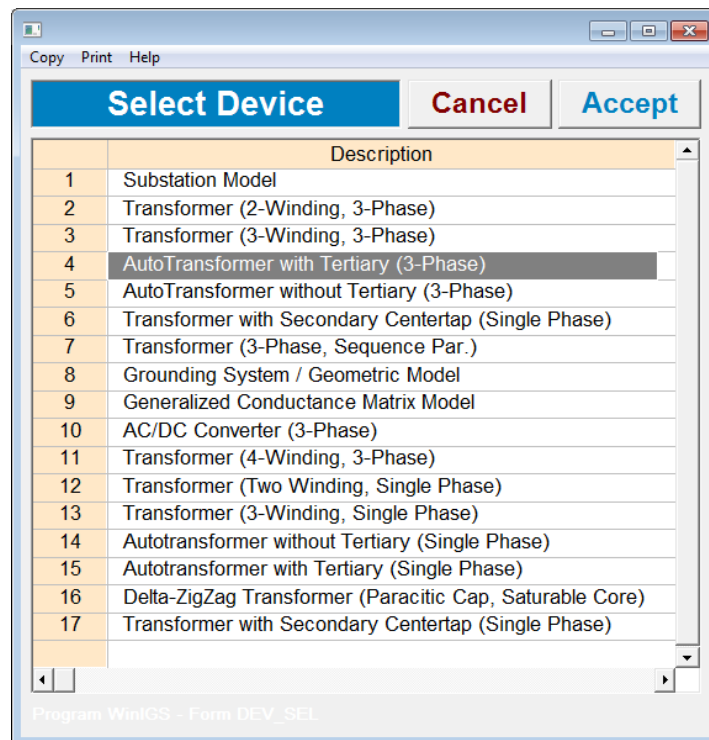 Copy Print Help
Select Device Cancel Accept
Description
1 Substation Model
2 Transformer (2-Winding, 3-Phase)
3 Transformer (3-Winding, 3-Phase)
4 AutoTransformer with Tertiary (3-Phase)
5 AutoTransformer without Tertiary (3-Phase)
6 Transformer with Secondary Centertap (Single Phase)
7 Transformer (3-Phase, Sequence Par.)
8 Grounding System / Geometric Model
9 Generalized Conductance Matrix Model
10 AC/DC Converter (3-Phase)
11 Transformer (4-Winding, 3-Phase)
12 Transformer (Two Winding, Single Phase)
13 Transformer (3-Winding, Single Phase)
14 Autotransformer without Tertiary (Single Phase)
15 Autotransformer with Tertiary (Single Phase)
16 Delta-ZigZag Transformer (Paracitic Cap, Saturable Core)
17 Transformer with Secondary Centertap (Single Phase)
Program WinIGS - Form DEV_SEL